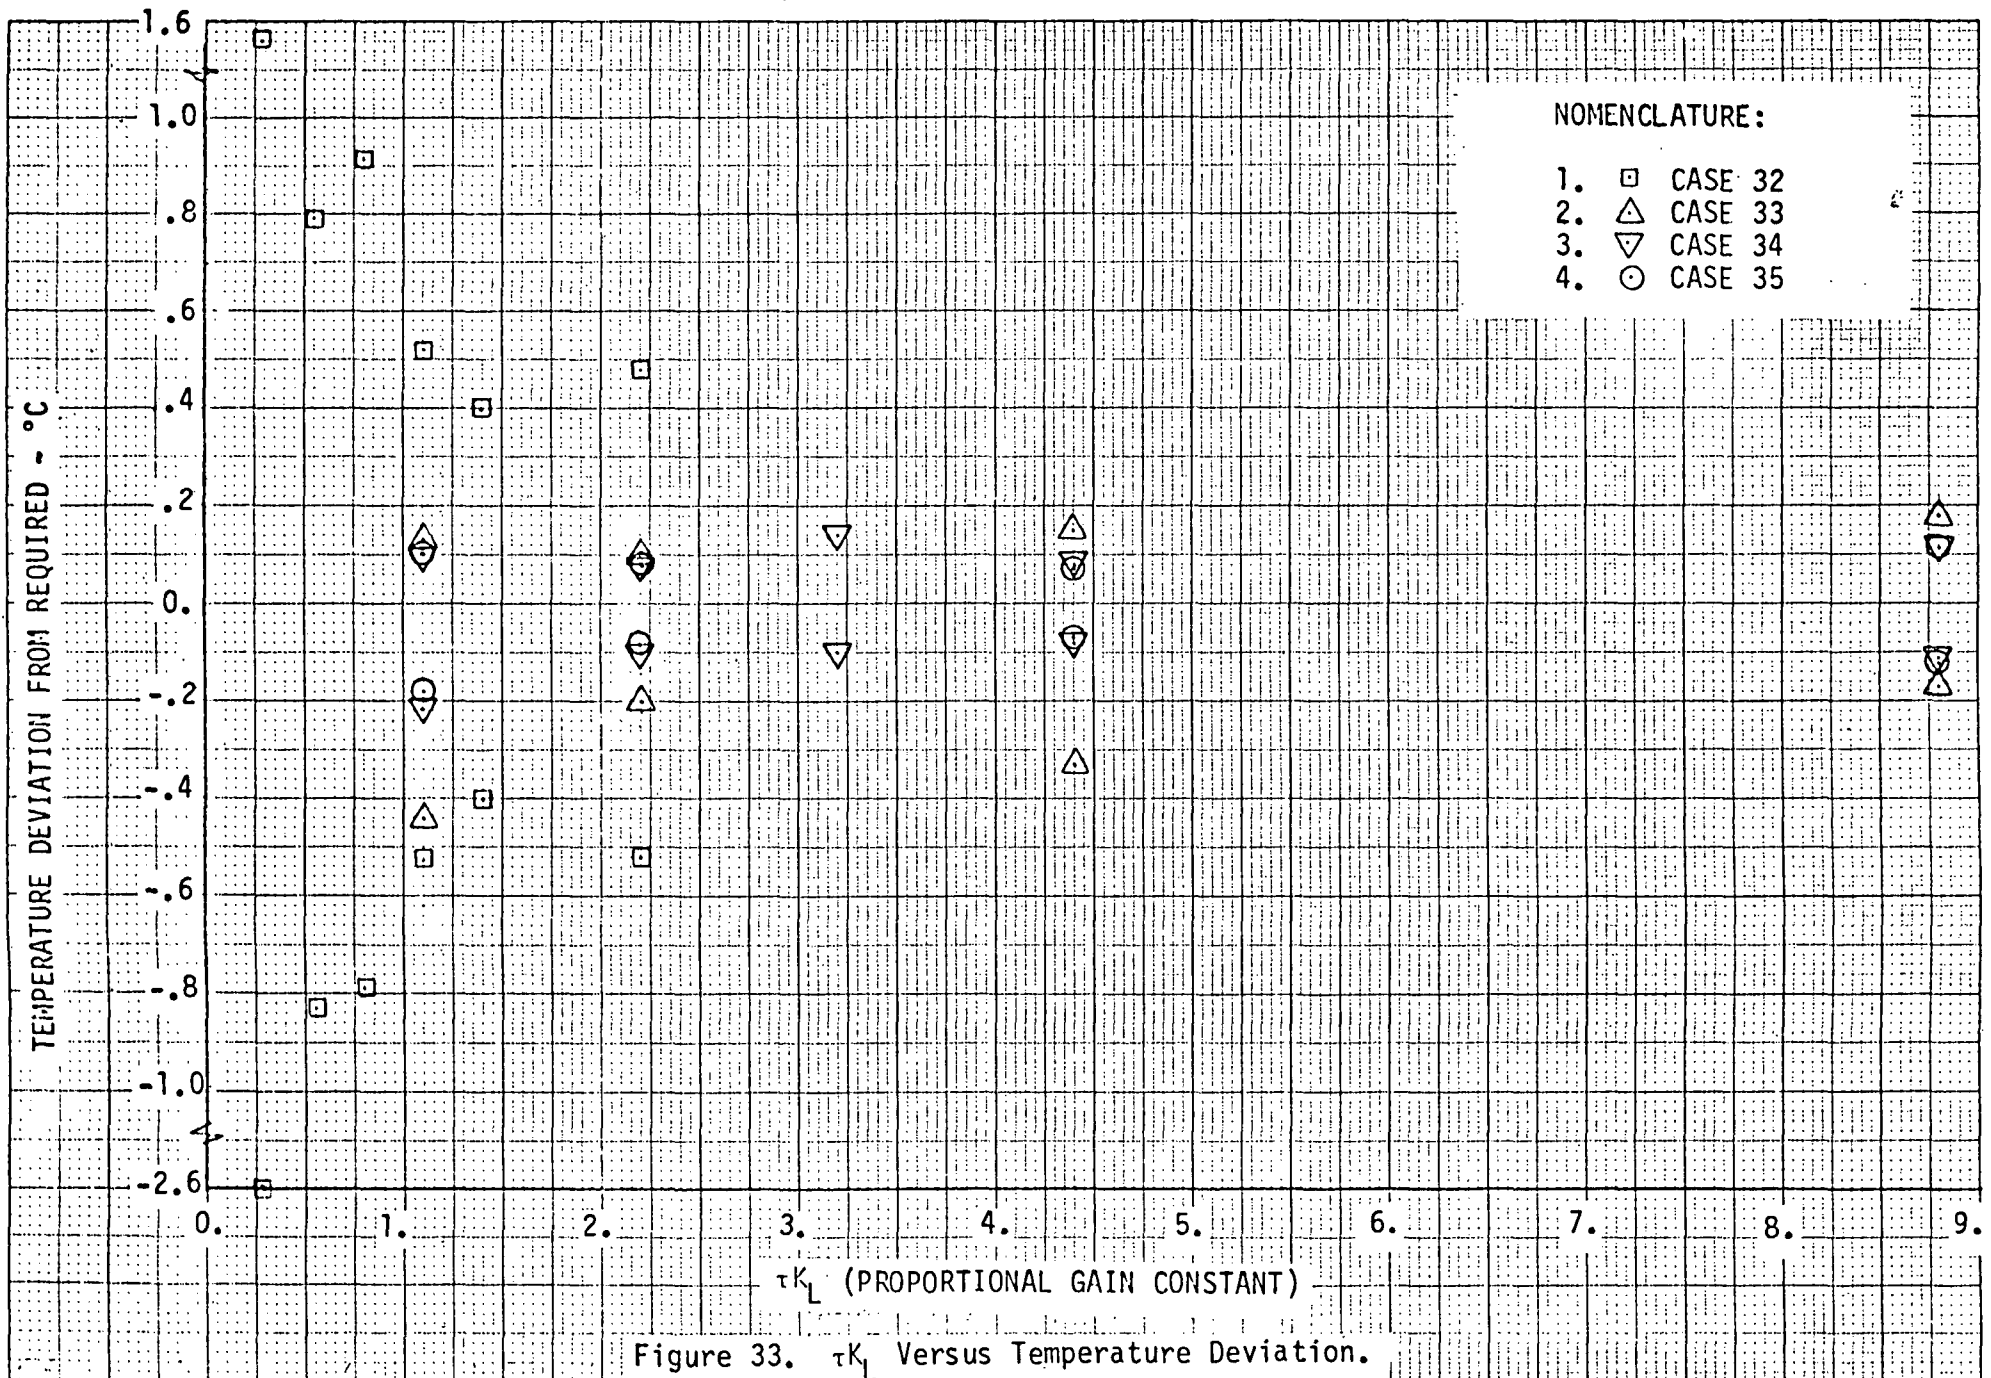 1.6
1.0
.8
.6
.4
.2
0.
-.2
-.4
-.6
-.8
-1.0
-2.6
TEMPERATURE DEVIATION FROM REQUIRED ~ °C
NOMENCLATURE:
1. CASE 32
2. CASE 33
3. CASE 34
4. CASE 35
0. 1. 2. 3. 4. 5. 6. 7. 8. 9.
τK_L (PROPORTIONAL GAIN CONSTANT)
Figure 33. τK_L Versus Temperature Deviation.